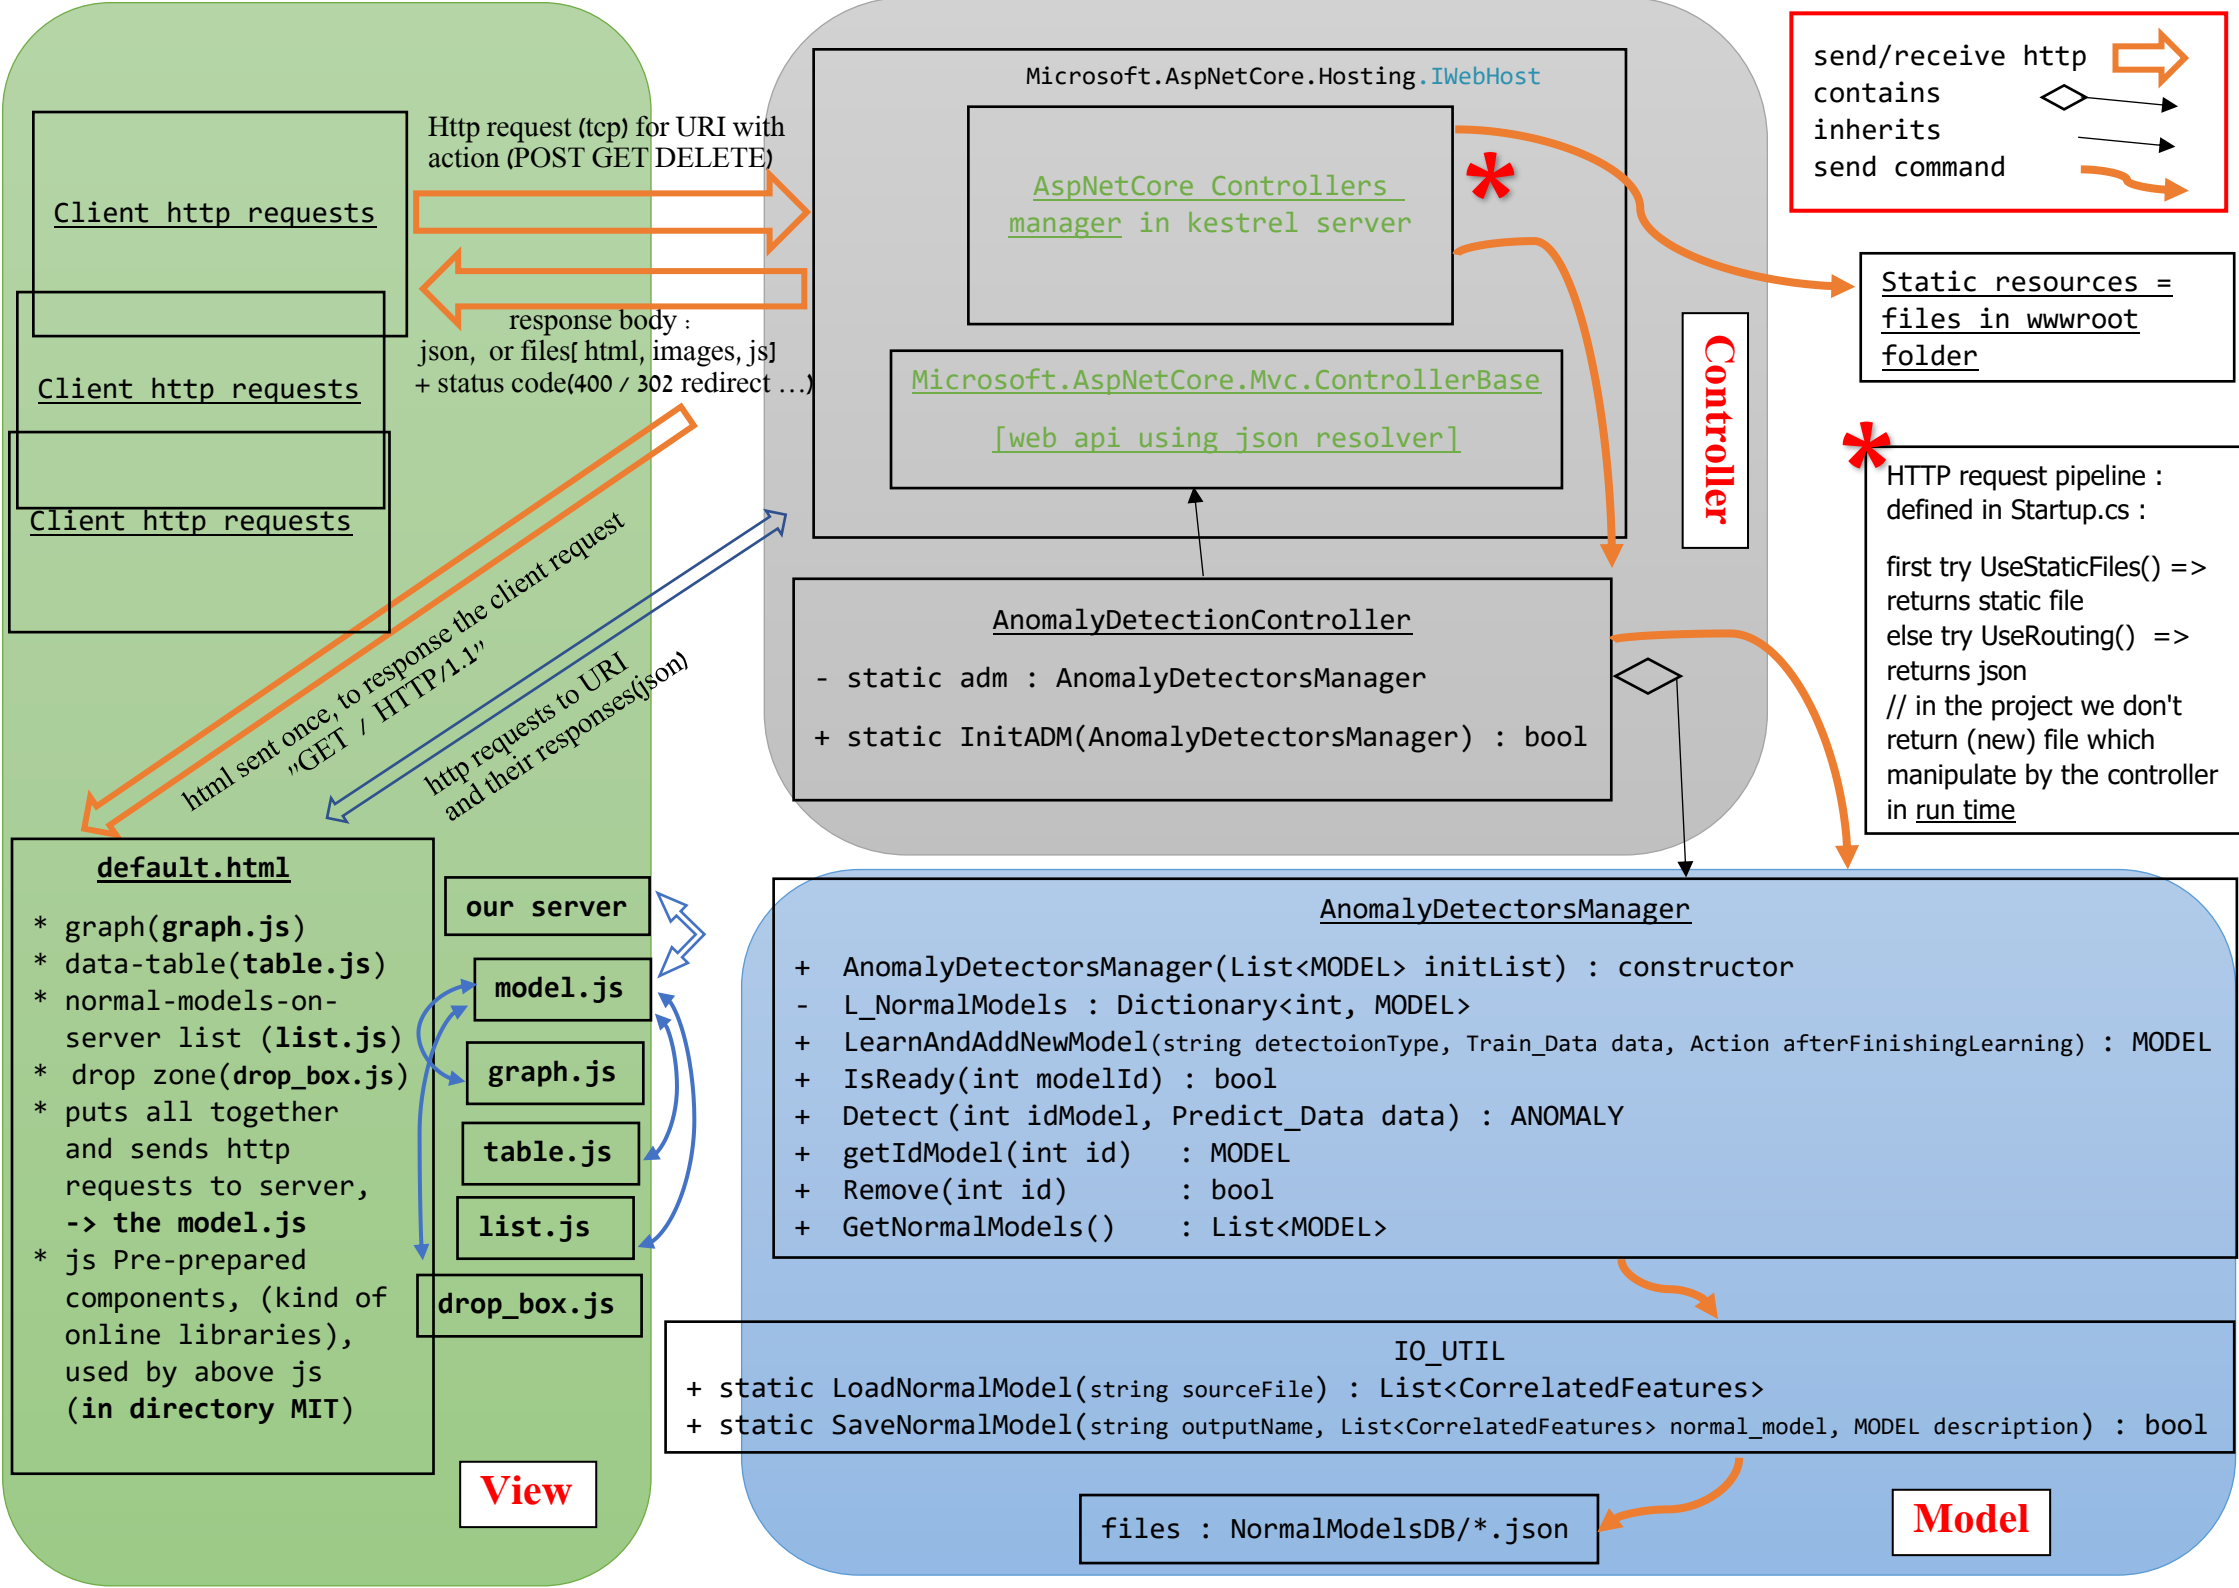 Client http requests
Client http requests
Client http requests
Http request (tcp) for URI with
action (POST GET DELETE)
response body :
json, or files[ html, images, js]
+ status code(400 / 302 redirect ...)
html sent once, to response the client request
"GET / HTTP/1.1"
http requests to URI
and their responses(json)
default.html
* graph(graph.js)
* data-table(table.js)
* normal-models-on-
server list (list.js)
* drop zone(drop_box.js)
* puts all together
and sends http
requests to server,
-> the model.js
* js Pre-prepared
components, (kind of
online libraries),
used by above js
(in directory MIT)
our server
model.js
graph.js
table.js
list.js
drop_box.js
View
Microsoft.AspNetCore.Hosting.IWebHost
AspNetCore Controllers
manager in kestrel server
*
Microsoft.AspNetCore.Mvc.ControllerBase
[web api using json resolver]
Controller
AnomalyDetectionController
- static adm : AnomalyDetectorsManager
+ static InitADM(AnomalyDetectorsManager) : bool
send/receive http
contains
inherits
send command
Static resources =
files in wwwroot
folder
*
HTTP request pipeline :
defined in Startup.cs :
first try UseStaticFiles() =>
returns static file
else try UseRouting() =>
returns json
// in the project we don't
return (new) file which
manipulate by the controller
in run time
AnomalyDetectorsManager
+ AnomalyDetectorsManager(List<MODEL> initList) : constructor
- L_NormalModels : Dictionary<int, MODEL>
+ LearnAndAddNewModel(string detectoionType, Train_Data data, Action afterFinishingLearning) : MODEL
+ IsReady(int modelId) : bool
+ Detect(int idModel, Predict_Data data) : ANOMALY
+ getIdModel(int id) : MODEL
+ Remove(int id) : bool
+ GetNormalModels() : List<MODEL>
IO_UTIL
+ static LoadNormalModel(string sourceFile) : List<CorrelatedFeatures>
+ static SaveNormalModel(string outputName, List<CorrelatedFeatures> normal_model, MODEL description) : bool
files : NormalModelsDB/*.json
Model